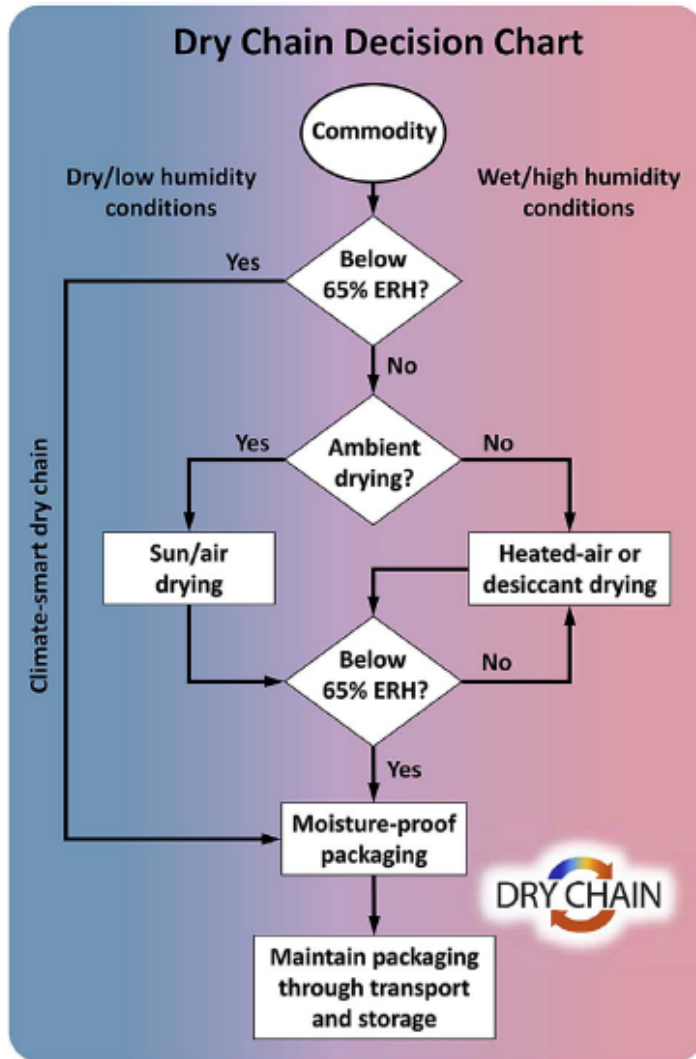 Dry Chain Decision Chart
Commodity
Dry/low humidity
conditions
Wet/high humidity
conditions
Yes
Below
65% ERH?
No
Yes
Ambient
drying?
No
Sun/air
drying
Heated-air or
desiccant drying
Climate-smart dry chain
Below
65% ERH?
No
Yes
Moisture-proof
packaging
DRY CHAIN
Maintain packaging
through transport
and storage